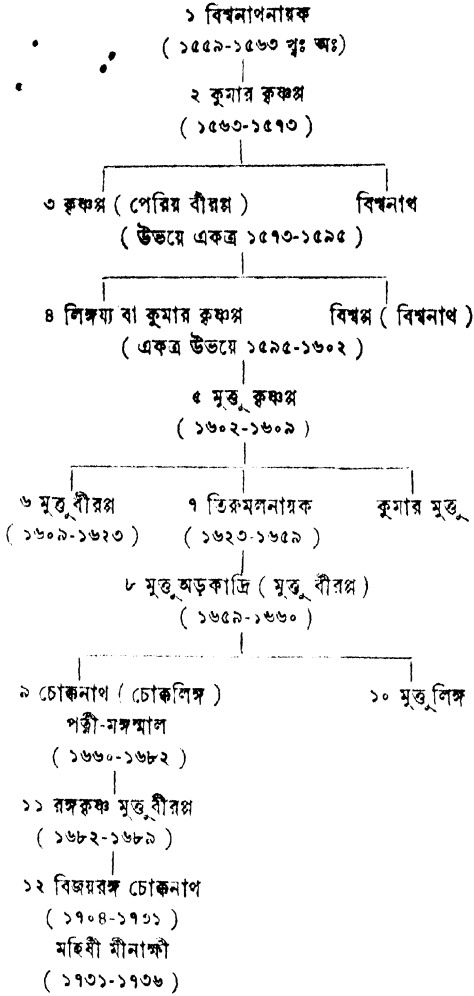 ১ বিশ্বনাথনায়ক
( ১৫৫৯-১৫৬৩ খৃঃ অঃ)
২ কুমার কৃষ্ণপ্প
( ১৫৬৩-১৫৭৩ )
৩ কৃষ্ণপ্প ( পেরিয় বীরপ্প ) বিশ্বনাথ
( উভয়ে একত্র ১৫৭৩-১৫৯৫ )
৪ লিঙ্গয্য বা কুমার কৃষ্ণপ্প বিশ্বপ্প ( বিশ্বনাথ )
( একত্র উভয়ে ১৫৯৫-১৬০২ )
৫ মুত্তু কৃষ্ণপ্প
( ১৬০২-১৬০৯ )
৬ মুত্তু বীরপ্প ৭ তিরুমলনায়ক কুমার মুত্তু
( ১৬০৯-১৬২৩ ) ( ১৬২৩-১৬৫৯ )
৮ মুত্তু অড়কাদ্রি ( মুত্তু বীরপ্প )
( ১৬৫৯-১৬৬০ )
৯ চোক্কনাথ ( চোক্কলিঙ্গ ) ১০ মুত্তু লিঙ্গ
পত্নী-মঙ্গম্মাল
( ১৬৬০-১৬৮২ )
১১ রঙ্গকৃষ্ণ মুত্তু বীরপ্প
( ১৬৮২-১৬৮৯ )
১২ বিজয়রঙ্গ চোক্কনাথ
( ১৭০৪-১৭৩১ )
মহিষী মীনাক্ষী
( ১৭৩১-১৭৩৬ )